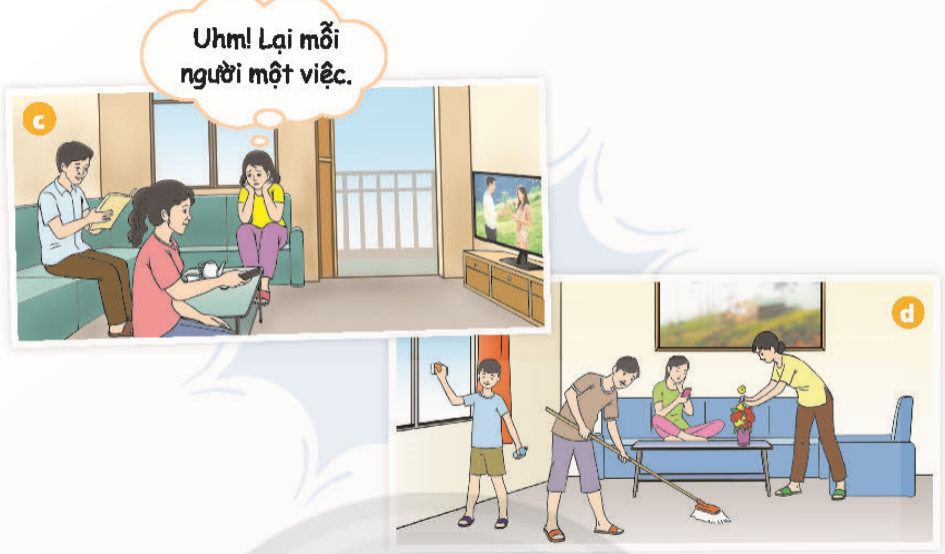 Uhm! Lại mỗi
người một việc.
c
d